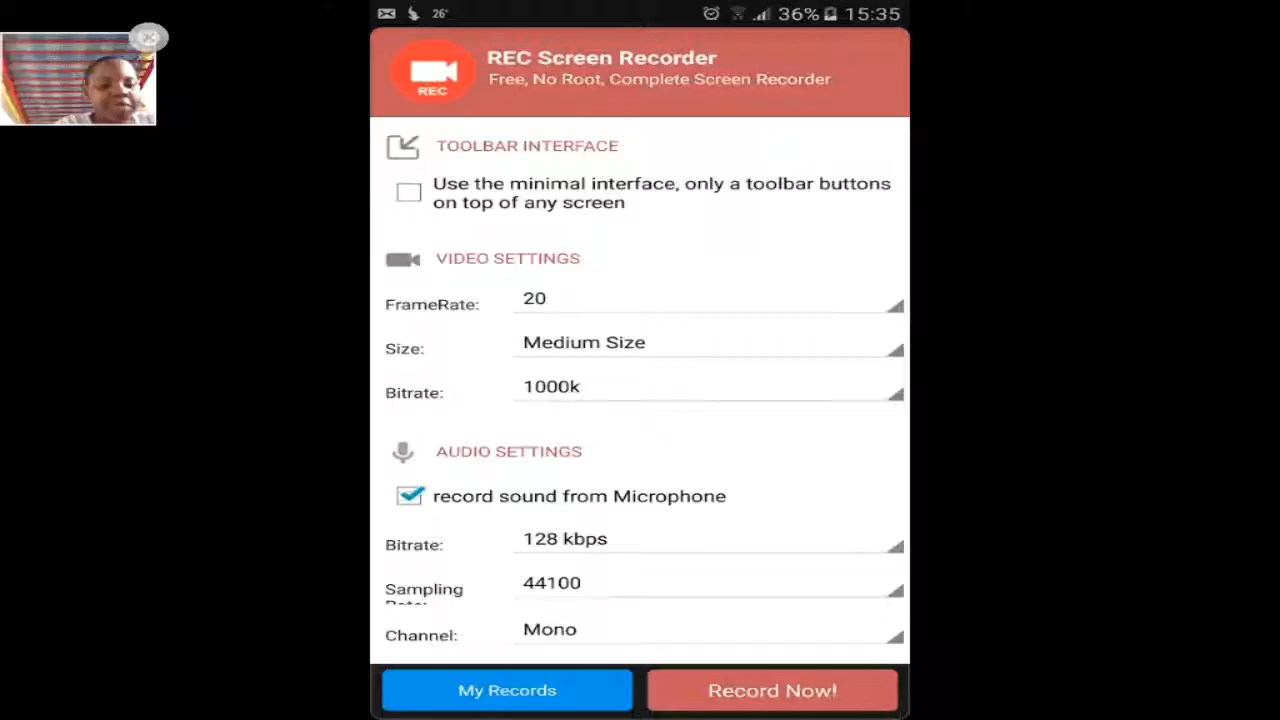 26° 36% 15:35
REC Screen Recorder
Free, No Root, Complete Screen Recorder
REC
TOOLBAR INTERFACE
Use the minimal interface, only a toolbar buttons
on top of any screen
VIDEO SETTINGS
FrameRate: 20
Size: Medium Size
Bitrate: 1000k
AUDIO SETTINGS
record sound from Microphone
Bitrate: 128 kbps
Sampling 44100
Rate:
Channel: Mono
My Records Record Now!